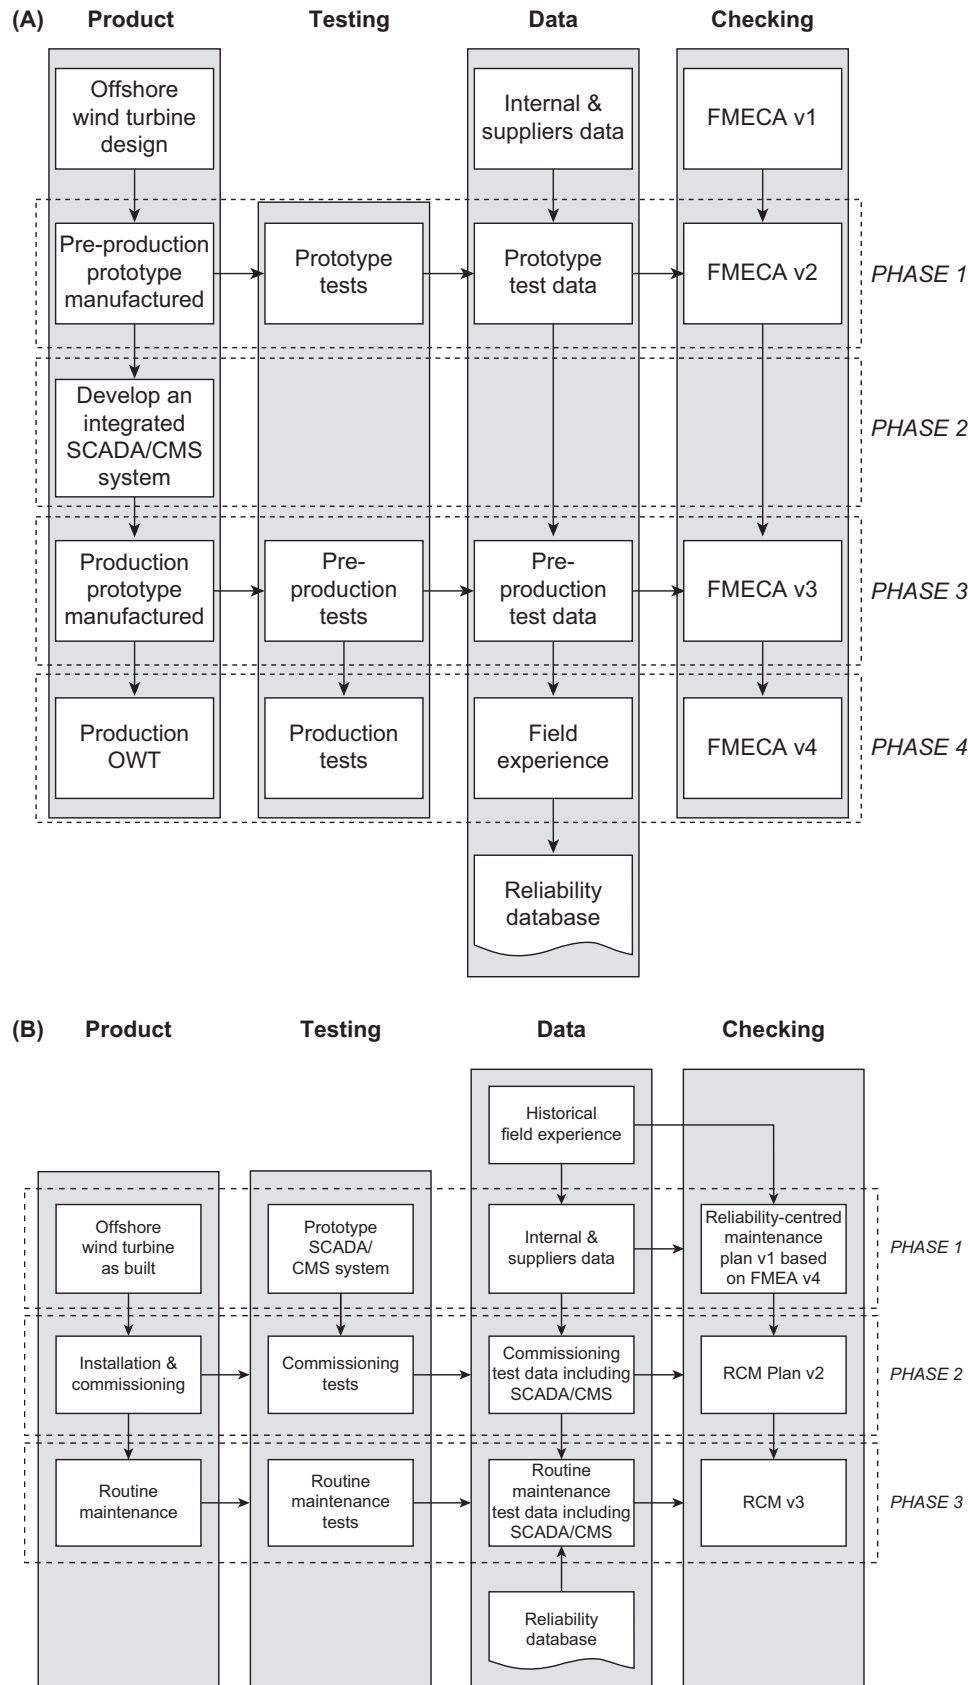 (A)
Product
Testing
Data
Checking
Offshore
wind turbine
design
Internal &
suppliers data
FMECA v1
Pre-production
prototype
manufactured
Prototype
tests
Prototype
test data
FMECA v2
PHASE 1
Develop an
integrated
SCADA/CMS
system
PHASE 2
Production
prototype
manufactured
Pre-
production
tests
Pre-
production
test data
FMECA v3
PHASE 3
Production
OWT
Production
tests
Field
experience
FMECA v4
PHASE 4
Reliability
database
(B)
Product
Testing
Data
Checking
Historical
field experience
Offshore
wind turbine
as built
Prototype
SCADA/
CMS system
Internal &
suppliers data
Reliability-centred
maintenance
plan v1 based
on FMEA v4
PHASE 1
Installation &
commissioning
Commissioning
tests
Commissioning
test data including
SCADA/CMS
RCM Plan v2
PHASE 2
Routine
maintenance
Routine
maintenance
tests
Routine
maintenance
test data including
SCADA/CMS
RCM v3
PHASE 3
Reliability
database